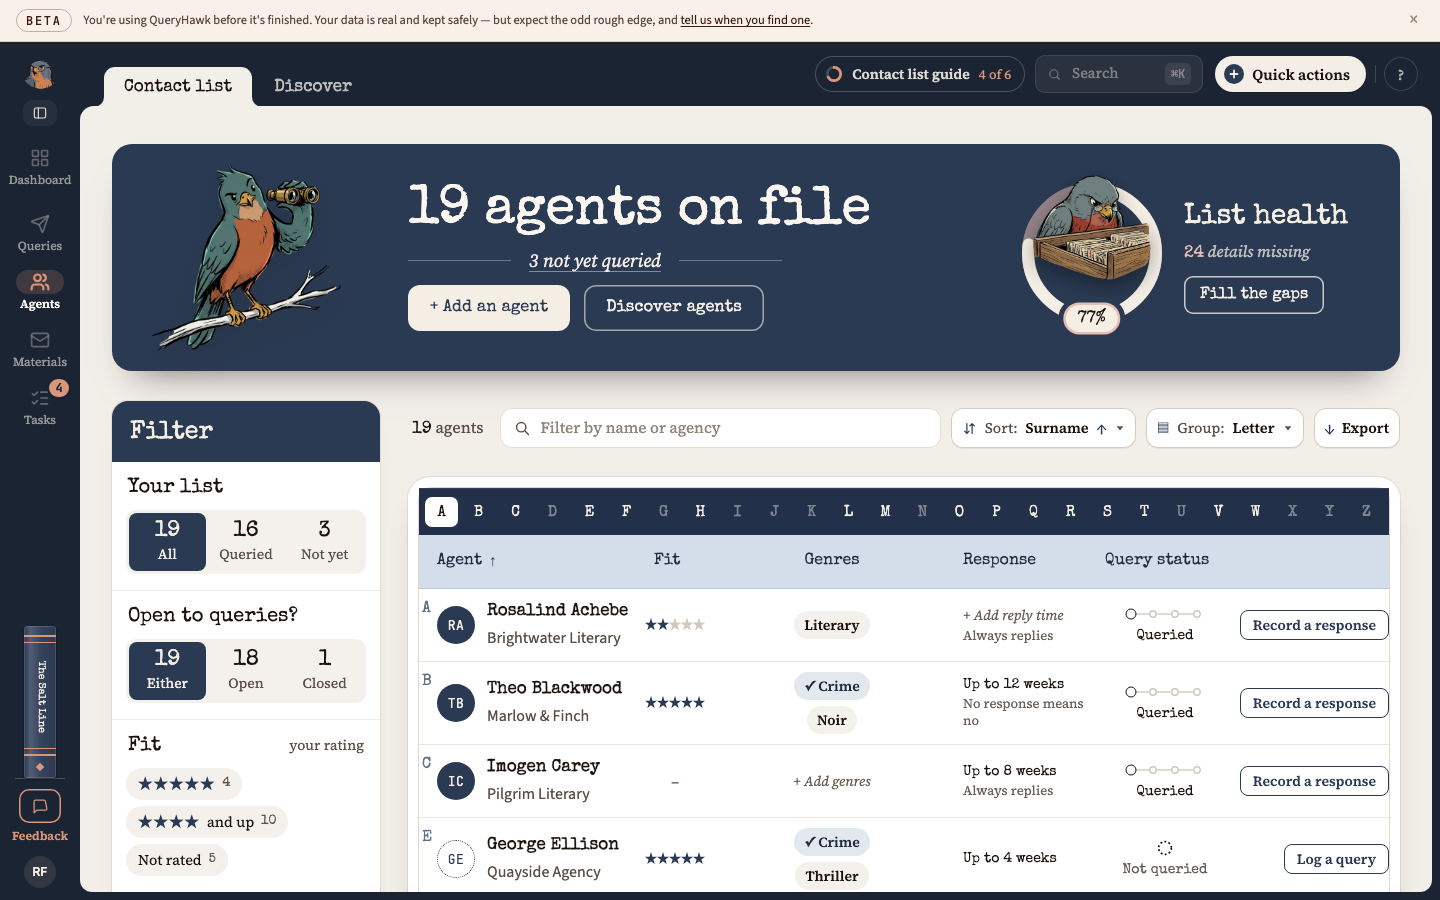 BETA You're using QueryHawk before it's finished. Your data is real and kept safely — but expect the odd rough edge, and tell us when you find one. ×
Contact list
Discover
Contact list guide 4 of 6
Search ⌘K
+ Quick actions
?
Dashboard
Queries
Agents
Materials
4
Tasks
The Salt Line
Feedback
RF
19 agents on file
3 not yet queried
+ Add an agent
Discover agents
77%
List health
24 details missing
Fill the gaps
Filter
Your list
19 16 3
All Queried Not yet
Open to queries?
19 18 1
Either Open Closed
Fit your rating
★★★★★ 4
★★★★ and up 10
Not rated 5
19 agents
Filter by name or agency
Sort: Surname ↑
Group: Letter
↓ Export
A B C D E F G H I J K L M N O P Q R S T U V W X Y Z
Agent ↑ Fit Genres Response Query status
A
RA
Rosalind Achebe
Brightwater Literary
★★★★★
Literary
+ Add reply time
Always replies
Queried
Record a response
B
TB
Theo Blackwood
Marlow & Finch
★★★★★
✓ Crime
Noir
Up to 12 weeks
No response means
no
Queried
Record a response
C
IC
Imogen Carey
Pilgrim Literary
–
+ Add genres
Up to 8 weeks
Always replies
Queried
Record a response
E
GE
George Ellison
Quayside Agency
★★★★★
✓ Crime
Thriller
Up to 4 weeks
Not queried
Log a query